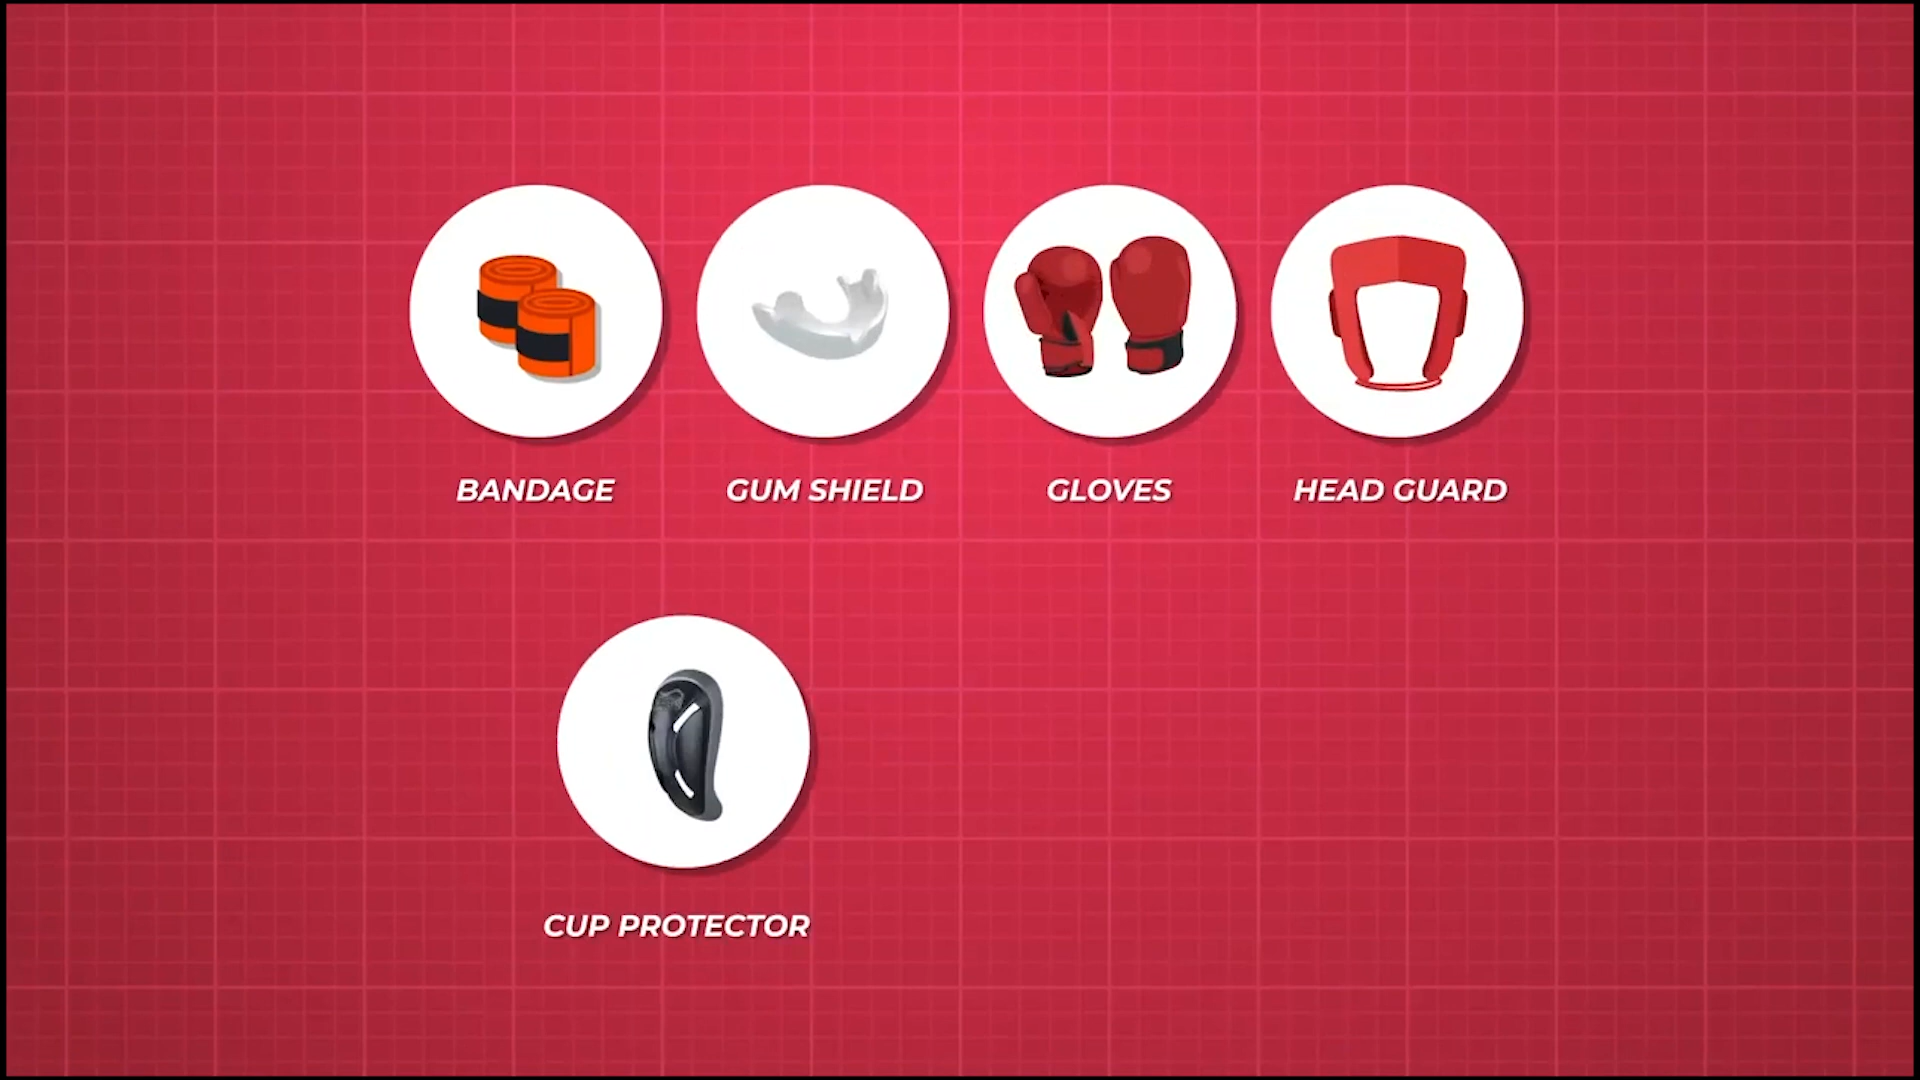 BANDAGE
GUM SHIELD
GLOVES
HEAD GUARD
CUP PROTECTOR